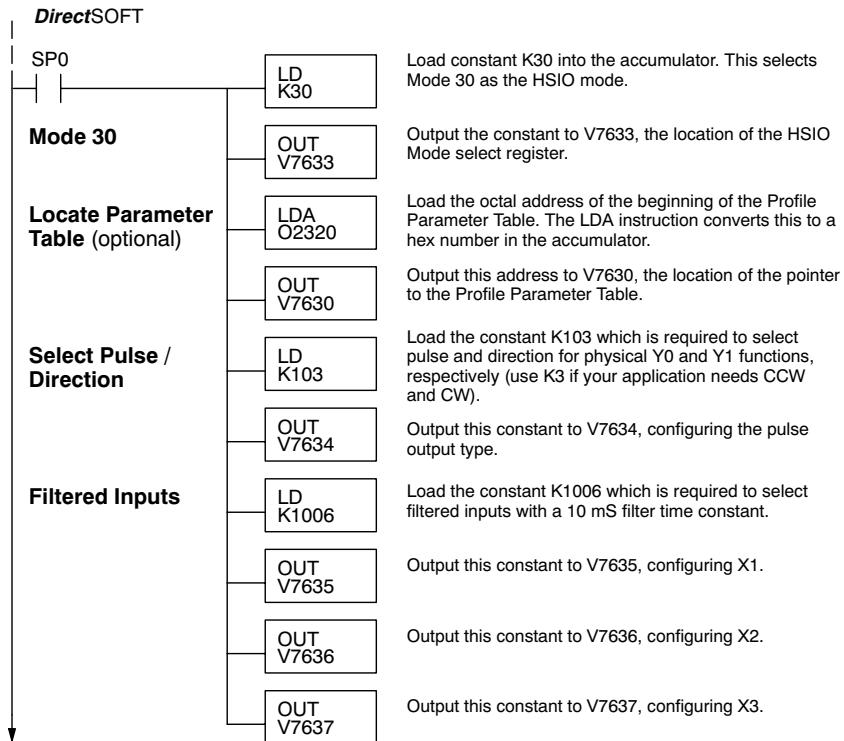 DirectSOFT
SP0
LD
K30
Load constant K30 into the accumulator. This selects
Mode 30 as the HSIO mode.
Mode 30
OUT
V7633
Output the constant to V7633, the location of the HSIO
Mode select register.
Locate Parameter
Table (optional)
LDA
O2320
Load the octal address of the beginning of the Profile
Parameter Table. The LDA instruction converts this to a
hex number in the accumulator.
OUT
V7630
Output this address to V7630, the location of the pointer
to the Profile Parameter Table.
Select Pulse /
Direction
LD
K103
Load the constant K103 which is required to select
pulse and direction for physical Y0 and Y1 functions,
respectively (use K3 if your application needs CCW
and CW).
OUT
V7634
Output this constant to V7634, configuring the pulse
output type.
Filtered Inputs
LD
K1006
Load the constant K1006 which is required to select
filtered inputs with a 10 mS filter time constant.
OUT
V7635
Output this constant to V7635, configuring X1.
OUT
V7636
Output this constant to V7636, configuring X2.
OUT
V7637
Output this constant to V7637, configuring X3.